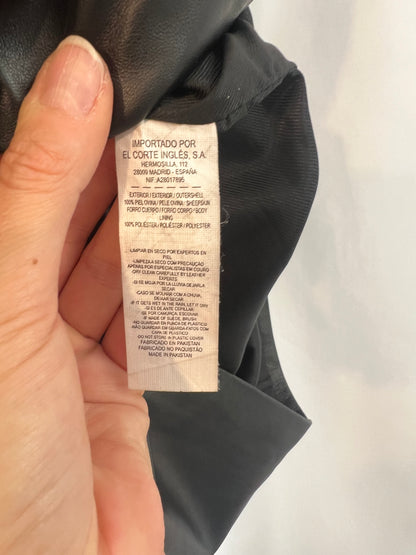 IMPORTADO POR
EL CORTE INGLÉS, S.A.
HERMOSILLA, 112
28009 MADRID - ESPAÑA
NIF:A28017895
EXTERIOR/EXTERIOR/OUTERSHELL
100% PIEL OVINA/PELE OVINA/SHEEPSKIN
FORRO CUERPO/FORRO CORPO/BODY
LINING
100% POLIÉSTER/POLIÉSTER/POLYESTER
-LIMPIAR EN SECO POR EXPERTOS EN
PIEL
-LIMPEZA A SECO COM PRECAUÇÃO
APENAS POR ESPECIALISTAS EM COURO
-DRY CLEAN CAREFULLY BY LEATHER
EXPERTS
-SI SE MOJA POR LA LLUVIA DEJARLA
SECAR
-CASO SE MOLHAR COM A CHUVA,
DEIXAR SECAR
-IF IT GETS WET IN THE RAIN, LET IT DRY
-SI ES DE ANTE CEPILLAR
-SE FOR CAMURÇA, ESCOVAR
-IF MADE OF SUEDE, BRUSH
-NO GUARDAR EN FUNDA DE PLÁSTICO
-NÃO GUARDAR EM GUARDAFATOS COM
CAPA DE PLÁSTICO
-DO NOT STORE IN PLASTIC COVER
FABRICADO EN PAKISTÁN
FABRICADO NO PAQUISTÃO
MADE IN PAKISTAN